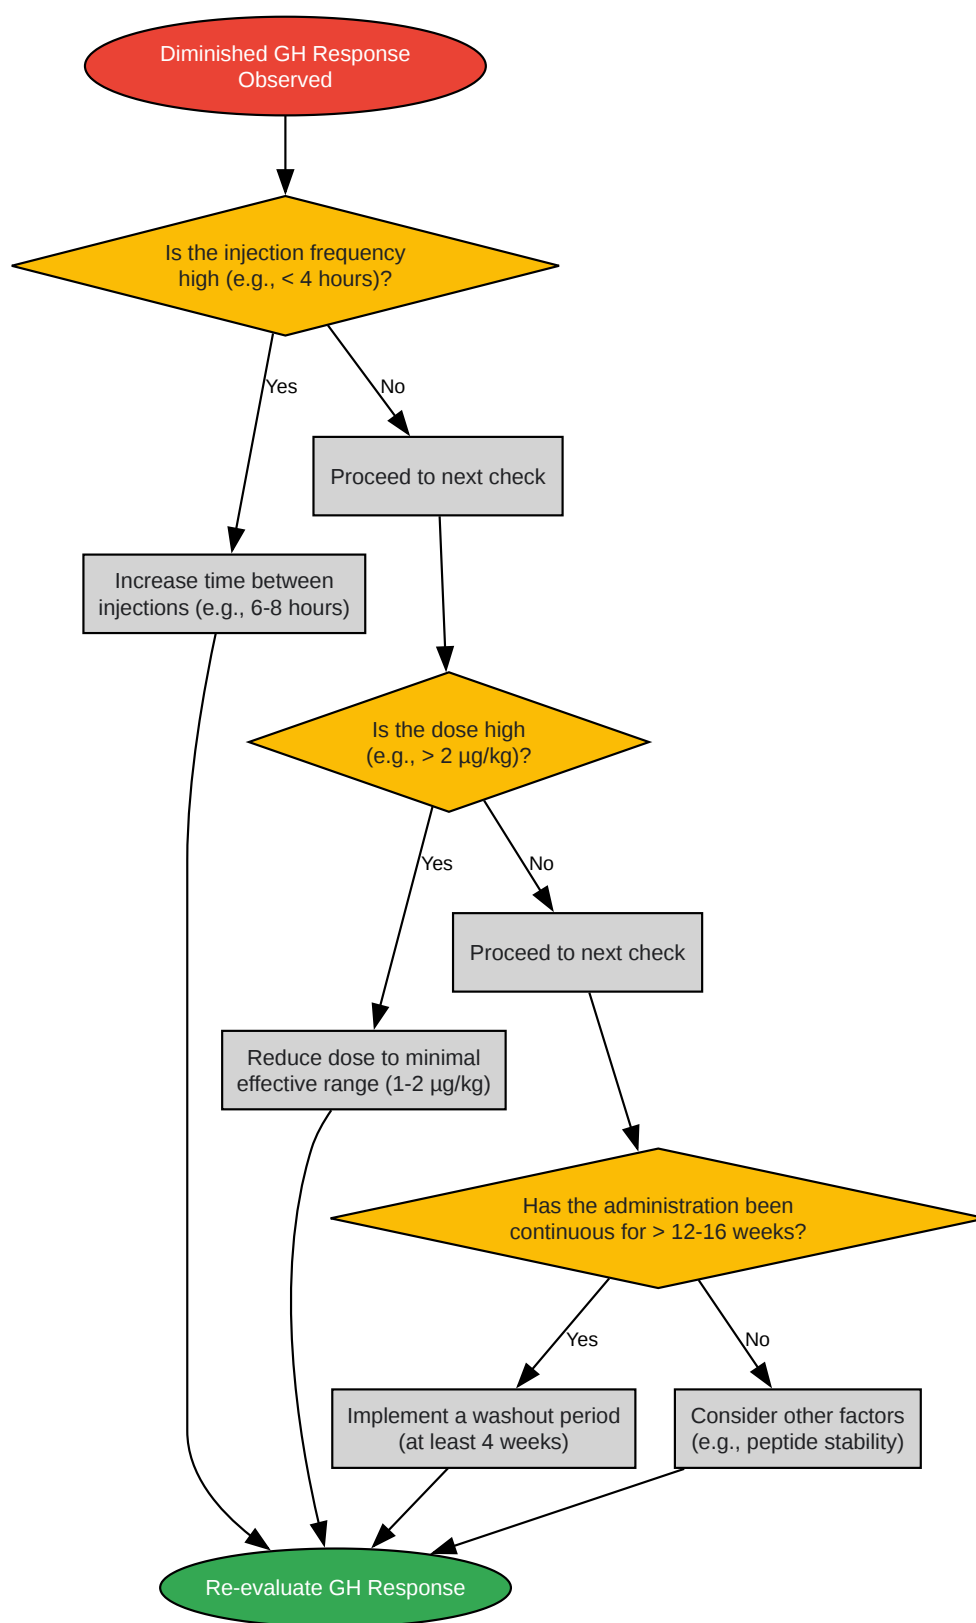 Diminished GH Response
Observed
Is the injection frequency
high (e.g., < 4 hours)?
Yes
No
Proceed to next check
Increase time between
injections (e.g., 6-8 hours)
Is the dose high
(e.g., > 2 µg/kg)?
Yes
No
Proceed to next check
Reduce dose to minimal
effective range (1-2 µg/kg)
Has the administration been
continuous for > 12-16 weeks?
Yes
No
Implement a washout period
(at least 4 weeks)
Consider other factors
(e.g., peptide stability)
Re-evaluate GH Response